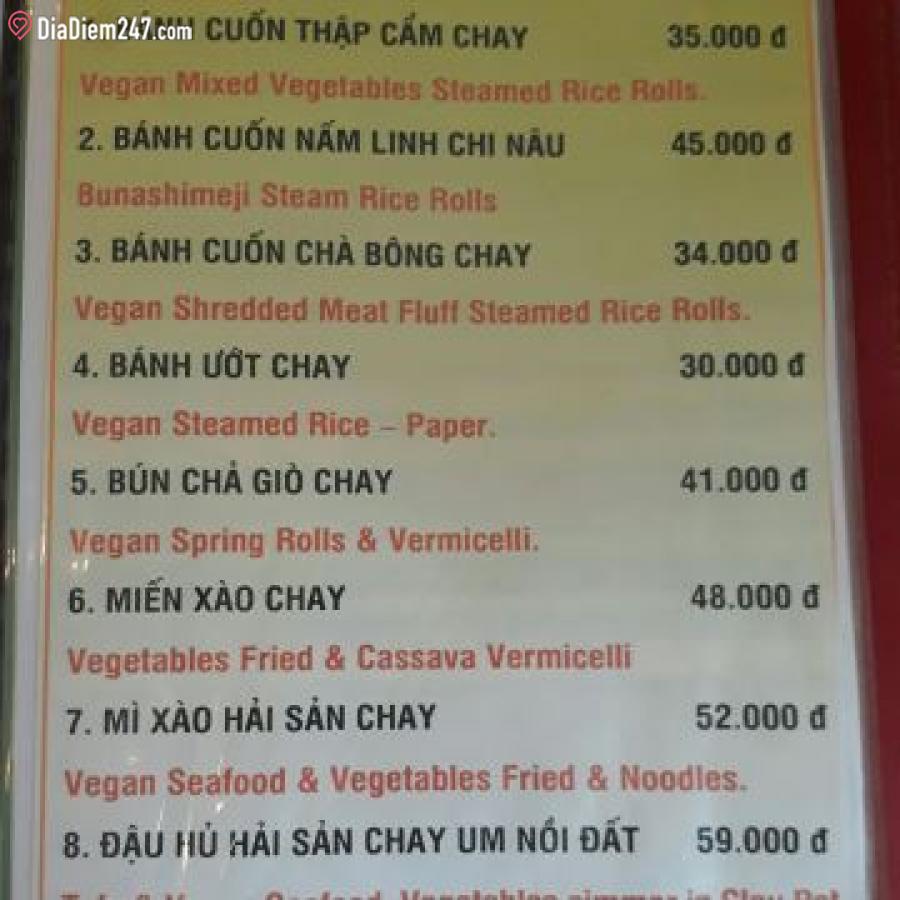 DiaDiem247.com
CUỐN THẬP CẨM CHAY 35.000 đ
Vegan Mixed Vegetables Steamed Rice Rolls.
2. BÁNH CUỐN NẤM LINH CHI NÂU 45.000 đ
Bunashimeji Steam Rice Rolls
3. BÁNH CUỐN CHÀ BÔNG CHAY 34.000 đ
Vegan Shredded Meat Fluff Steamed Rice Rolls.
4. BÁNH ƯỚT CHAY 30.000 đ
Vegan Steamed Rice – Paper.
5. BÚN CHẢ GIÒ CHAY 41.000 đ
Vegan Spring Rolls & Vermicelli.
6. MIẾN XÀO CHAY 48.000 đ
Vegetables Fried & Cassava Vermicelli
7. MÌ XÀO HẢI SẢN CHAY 52.000 đ
Vegan Seafood & Vegetables Fried & Noodles.
8. ĐẬU HỦ HẢI SẢN CHAY UM NỒI ĐẤT 59.000 đ